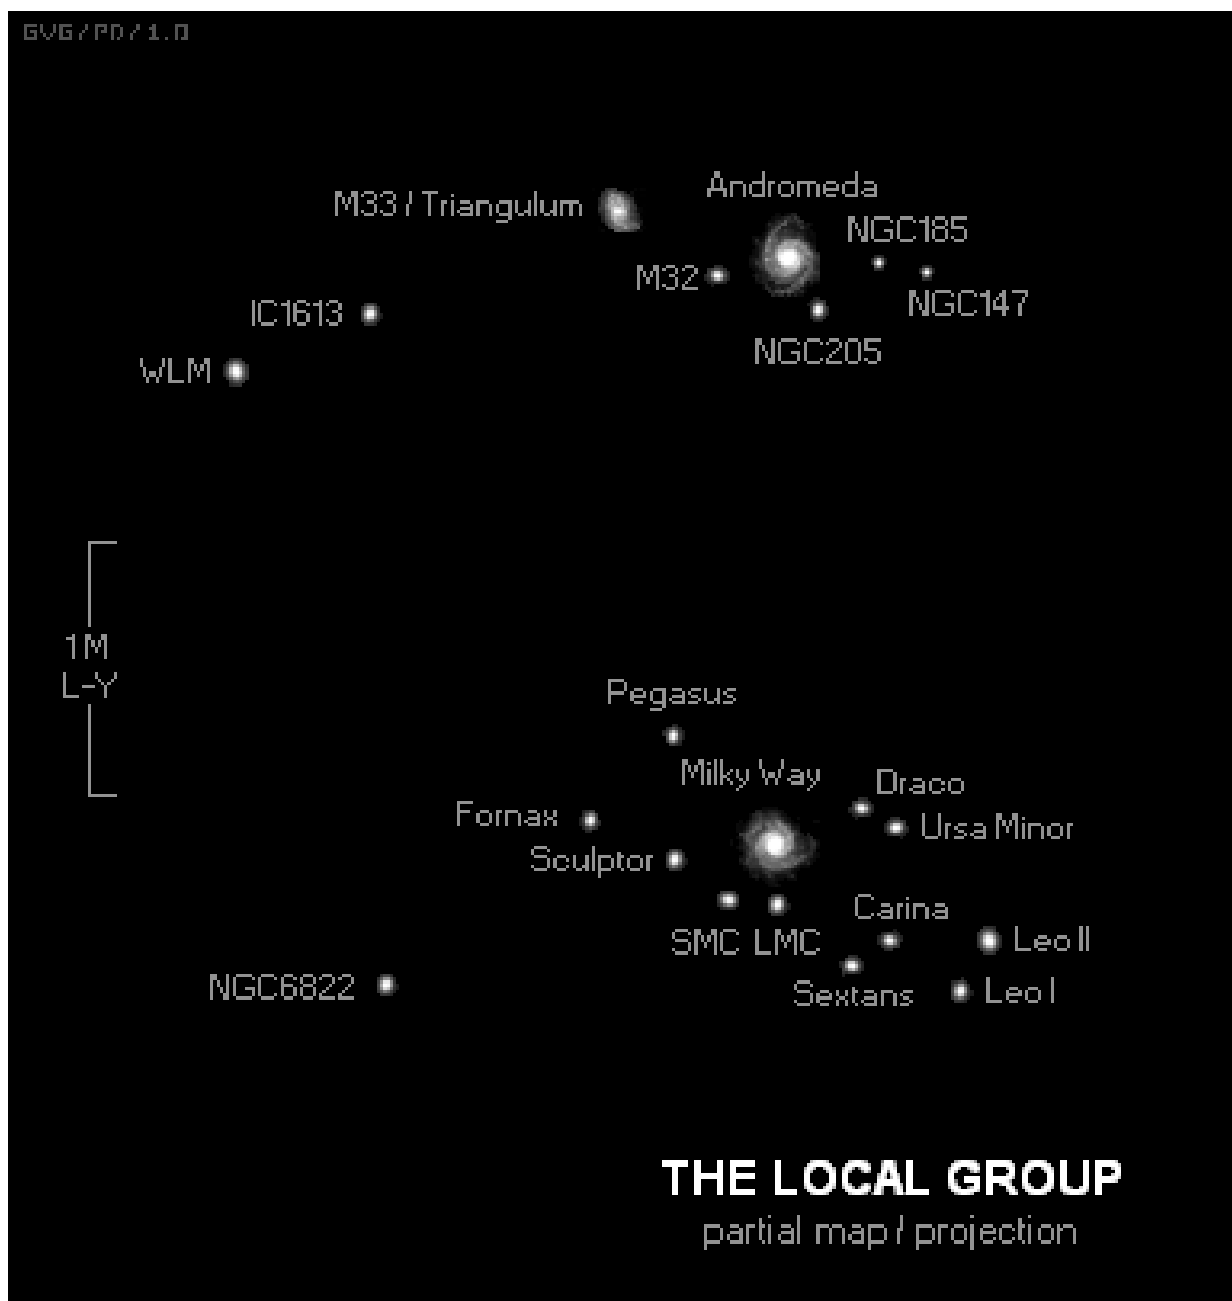 GVG/PD/1.0
Andromeda
M33/Triangulum
NGC185
M32
NGC147
IC1613
NGC205
WLM
1M
L-Y
Pegasus
Milky Way
Draco
Fornax
Ursa Minor
Sculptor
Carina
SMC LMC
Leo II
NGC6822
Sextans
Leo I
THE LOCAL GROUP
partial map / projection